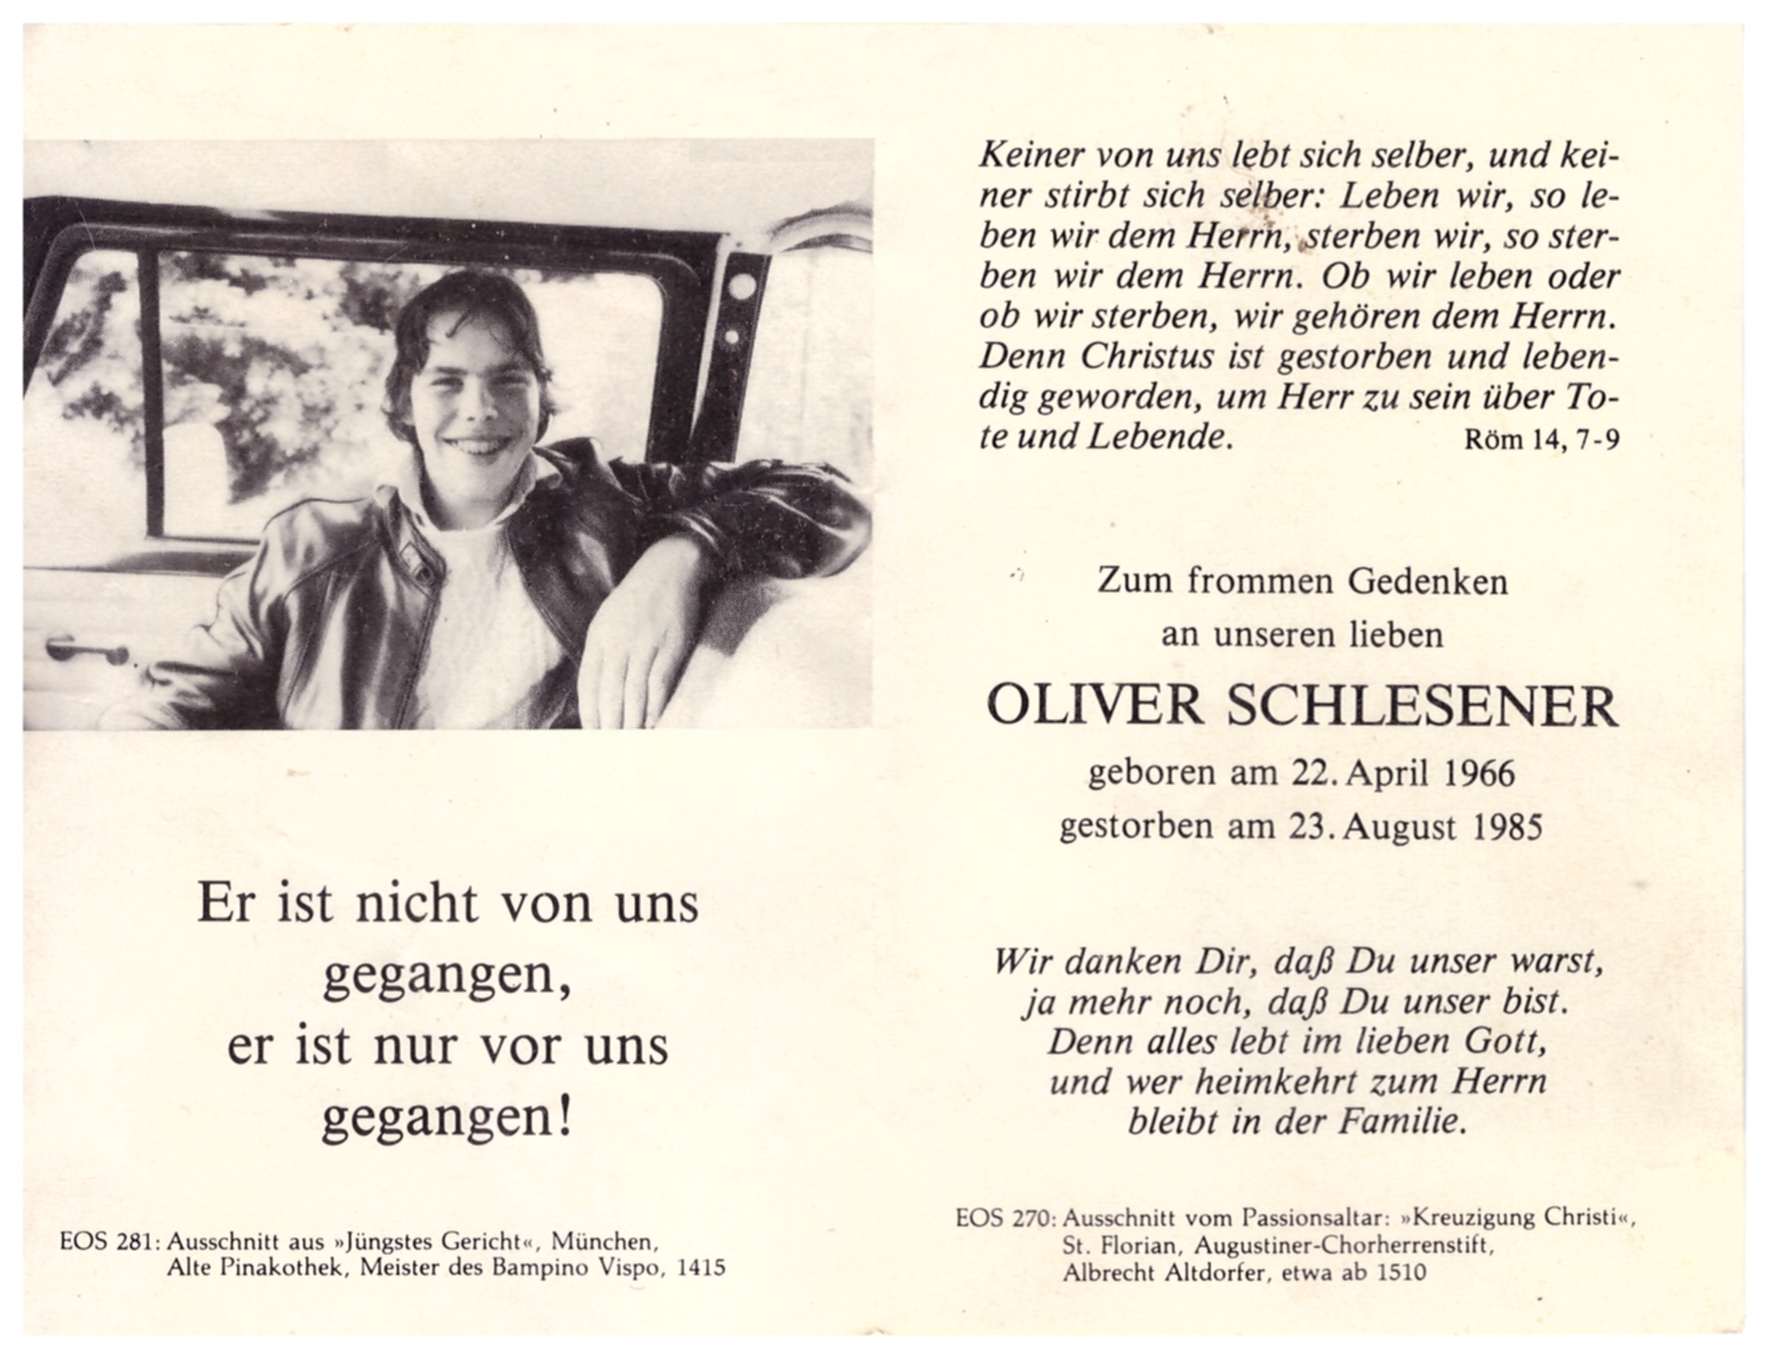 Er ist nicht von uns
gegangen,
er ist nur vor uns
gegangen!
EOS 281: Ausschnitt aus »Jüngstes Gericht«, München,
Alte Pinakothek, Meister des Bampino Vispo, 1415
Keiner von uns lebt sich selber, und kei-
ner stirbt sich selber: Leben wir, so le-
ben wir dem Herrn, sterben wir, so ster-
ben wir dem Herrn. Ob wir leben oder
ob wir sterben, wir gehören dem Herrn.
Denn Christus ist gestorben und leben-
dig geworden, um Herr zu sein über To-
te und Lebende. Röm 14, 7-9
Zum frommen Gedenken
an unseren lieben
OLIVER SCHLESENER
geboren am 22. April 1966
gestorben am 23. August 1985
Wir danken Dir, daß Du unser warst,
ja mehr noch, daß Du unser bist.
Denn alles lebt im lieben Gott,
und wer heimkehrt zum Herrn
bleibt in der Familie.
EOS 270: Ausschnitt vom Passionsaltar: »Kreuzigung Christi«,
St. Florian, Augustiner-Chorherrenstift,
Albrecht Altdorfer, etwa ab 1510